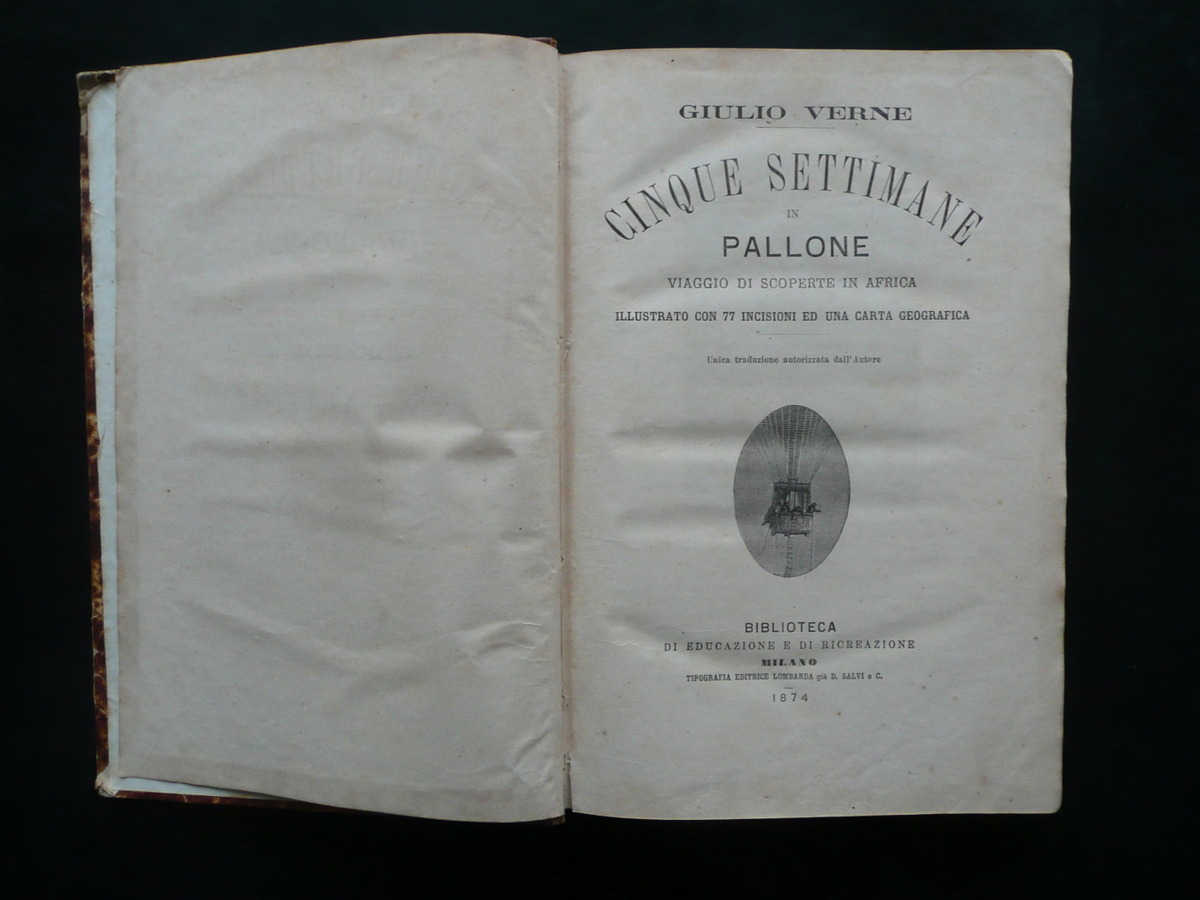 GIULIO VERNE
CINQUE SETTIMANE
IN
PALLONE
VIAGGIO DI SCOPERTE IN AFRICA
ILLUSTRATO CON 77 INCISIONI ED UNA CARTA GEOGRAFICA
Unica traduzione autorizzata dall'Autore
BIBLIOTECA
DI EDUCAZIONE E DI RICREAZIONE
MILANO
TIPOGRAFIA EDITRICE LOMBARDA già D. SALVI e C.
1874